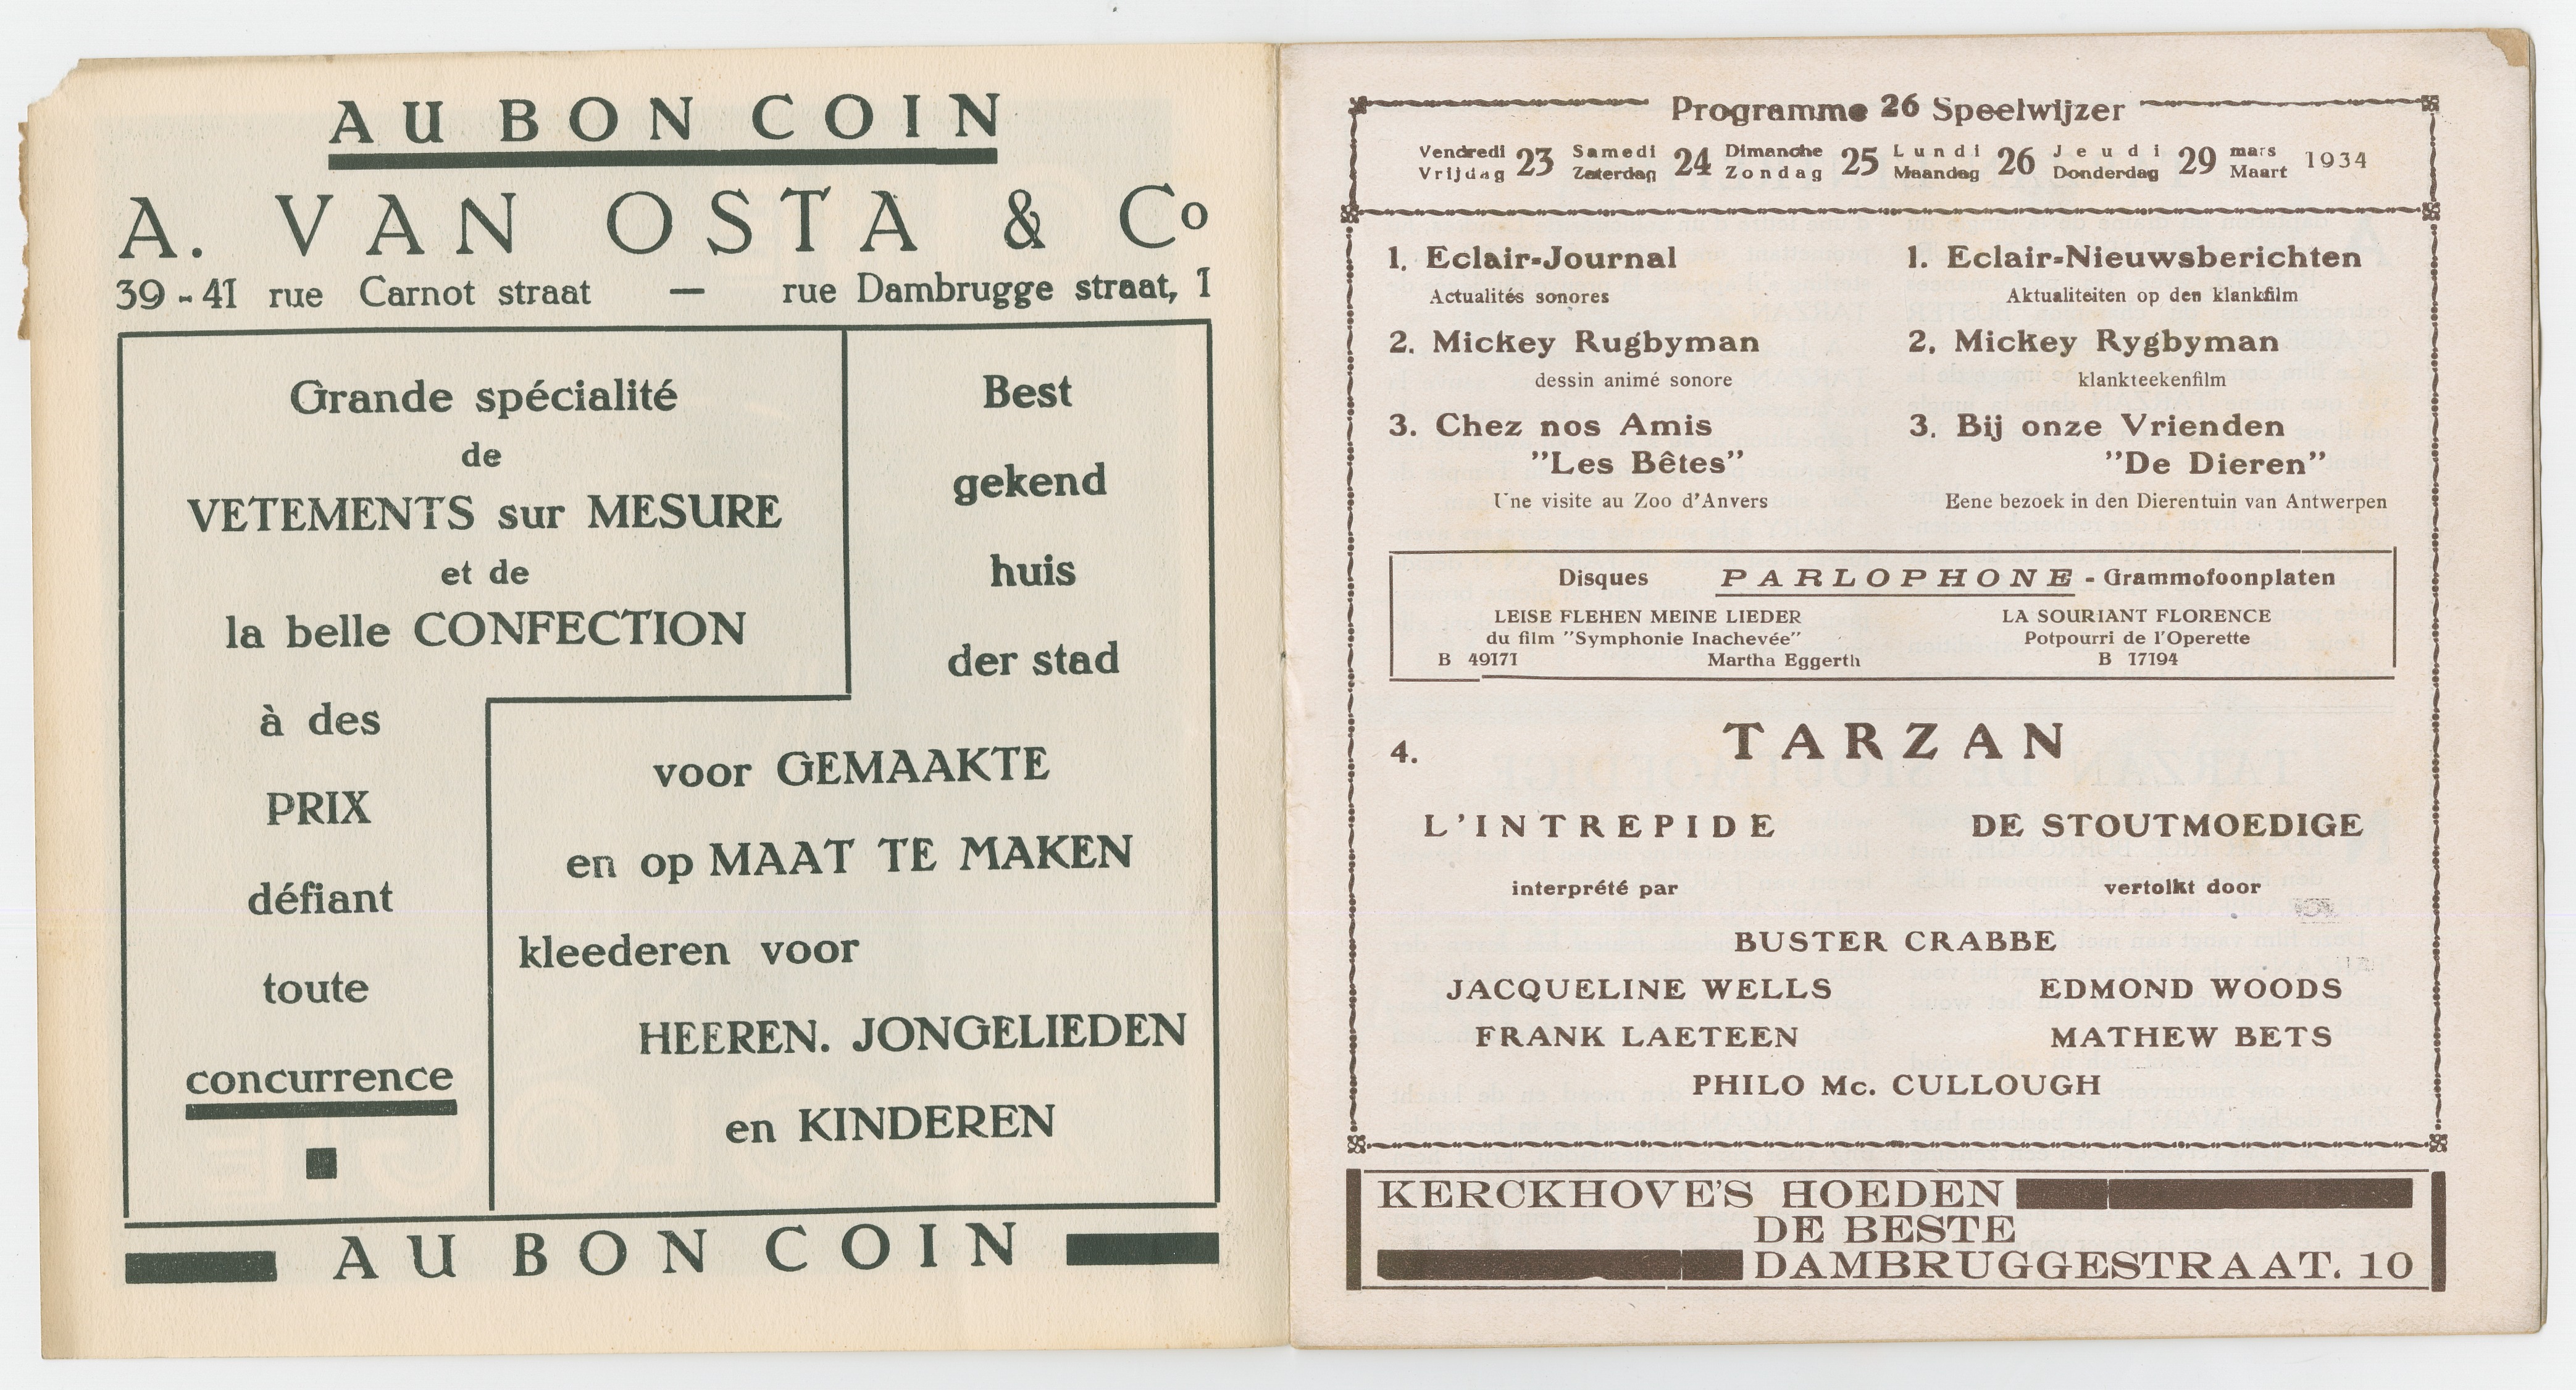 AU BON COIN
A. VAN OSTA & Co
39-41 rue Carnot straat — rue Dambrugge straat, 1
Grande spécialité
de
VETEMENTS sur MESURE
et de
la belle CONFECTION
à des
PRIX
défiant
toute
concurrence
Best
gekend
huis
der stad
voor GEMAAKTE
en op MAAT TE MAKEN
kleederen voor
HEEREN. JONGELIEDEN
en KINDEREN
AU BON COIN
Programme 26 Speelwijzer
Vendredi 23 Samedi 24 Dimanche 25 Lundi 26 Jeudi 29 mars 1934
Vrijdag Zaterdag Zondag Maandag Donderdag Maart
1. Eclair-Journal
Actualités sonores
2. Mickey Rugbyman
dessin animé sonore
3. Chez nos Amis
"Les Bêtes"
Une visite au Zoo d'Anvers
1. Eclair-Nieuwsberichten
Aktualiteiten op den klankfilm
2. Mickey Rygbyman
klankteekenfilm
3. Bij onze Vrienden
"De Dieren"
Eene bezoek in den Dierentuin van Antwerpen
Disques PARLOPHONE - Grammofoonplaten
LEISE FLEHEN MEINE LIEDER
du film "Symphonie Inachevée"
B 49171 Martha Eggerth
LA SOURIANT FLORENCE
Potpourri de l'Operette
B 17194
4. TARZAN
L'INTREPIDE DE STOUTMOEDIGE
interprété par vertolkt door
BUSTER CRABBE
JACQUELINE WELLS EDMOND WOODS
FRANK LAETEEN MATHEW BETS
PHILO Mc. CULLOUGH
KERCKHOVE'S HOEDEN
DE BESTE
DAMBRUGGESTRAAT. 10